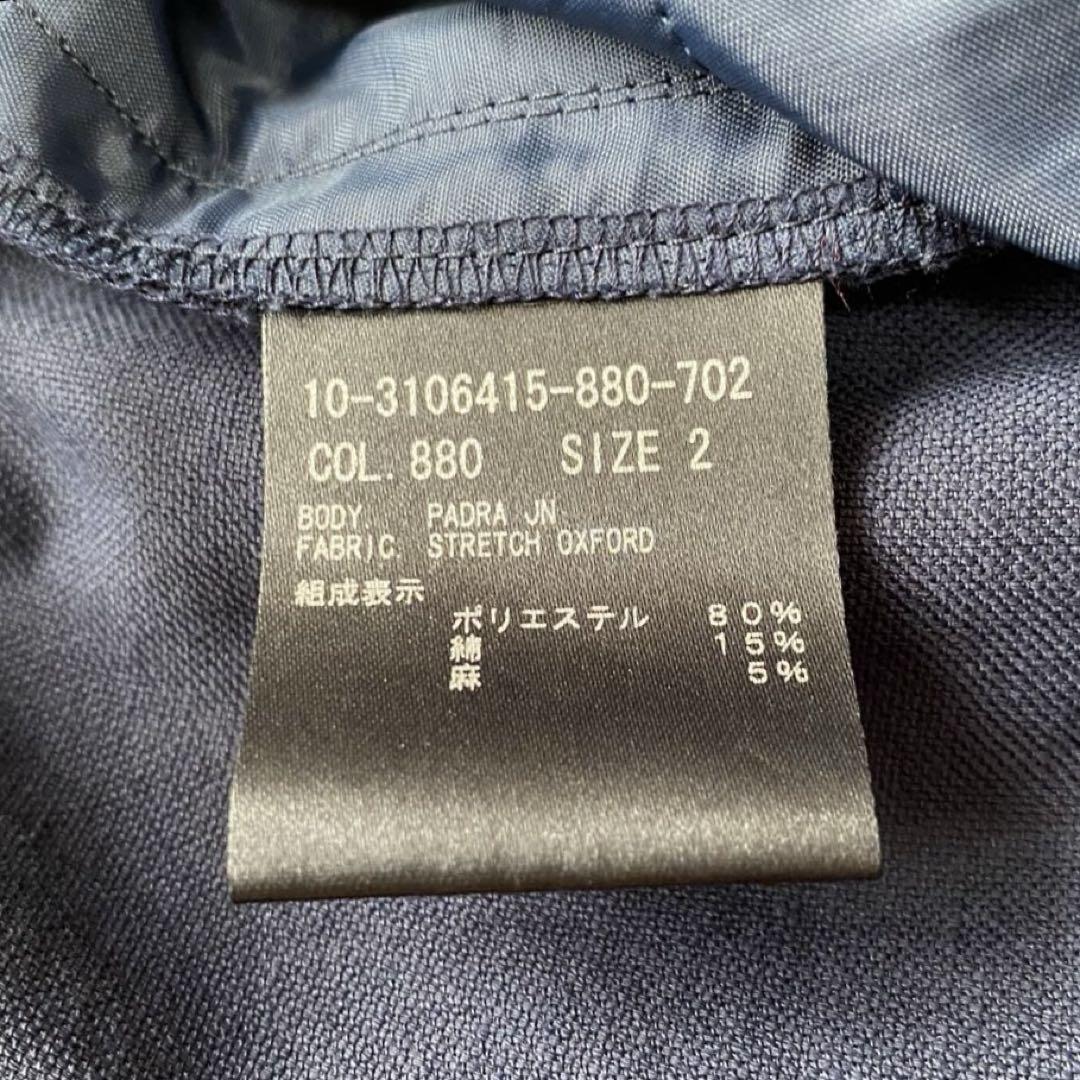 10-3106415-880-702
COL. 880 SIZE 2
BODY. PADRA JN
FABRIC STRETCH OXFORD
組成表示
ポリエステル 80%
綿 15%
麻 5%